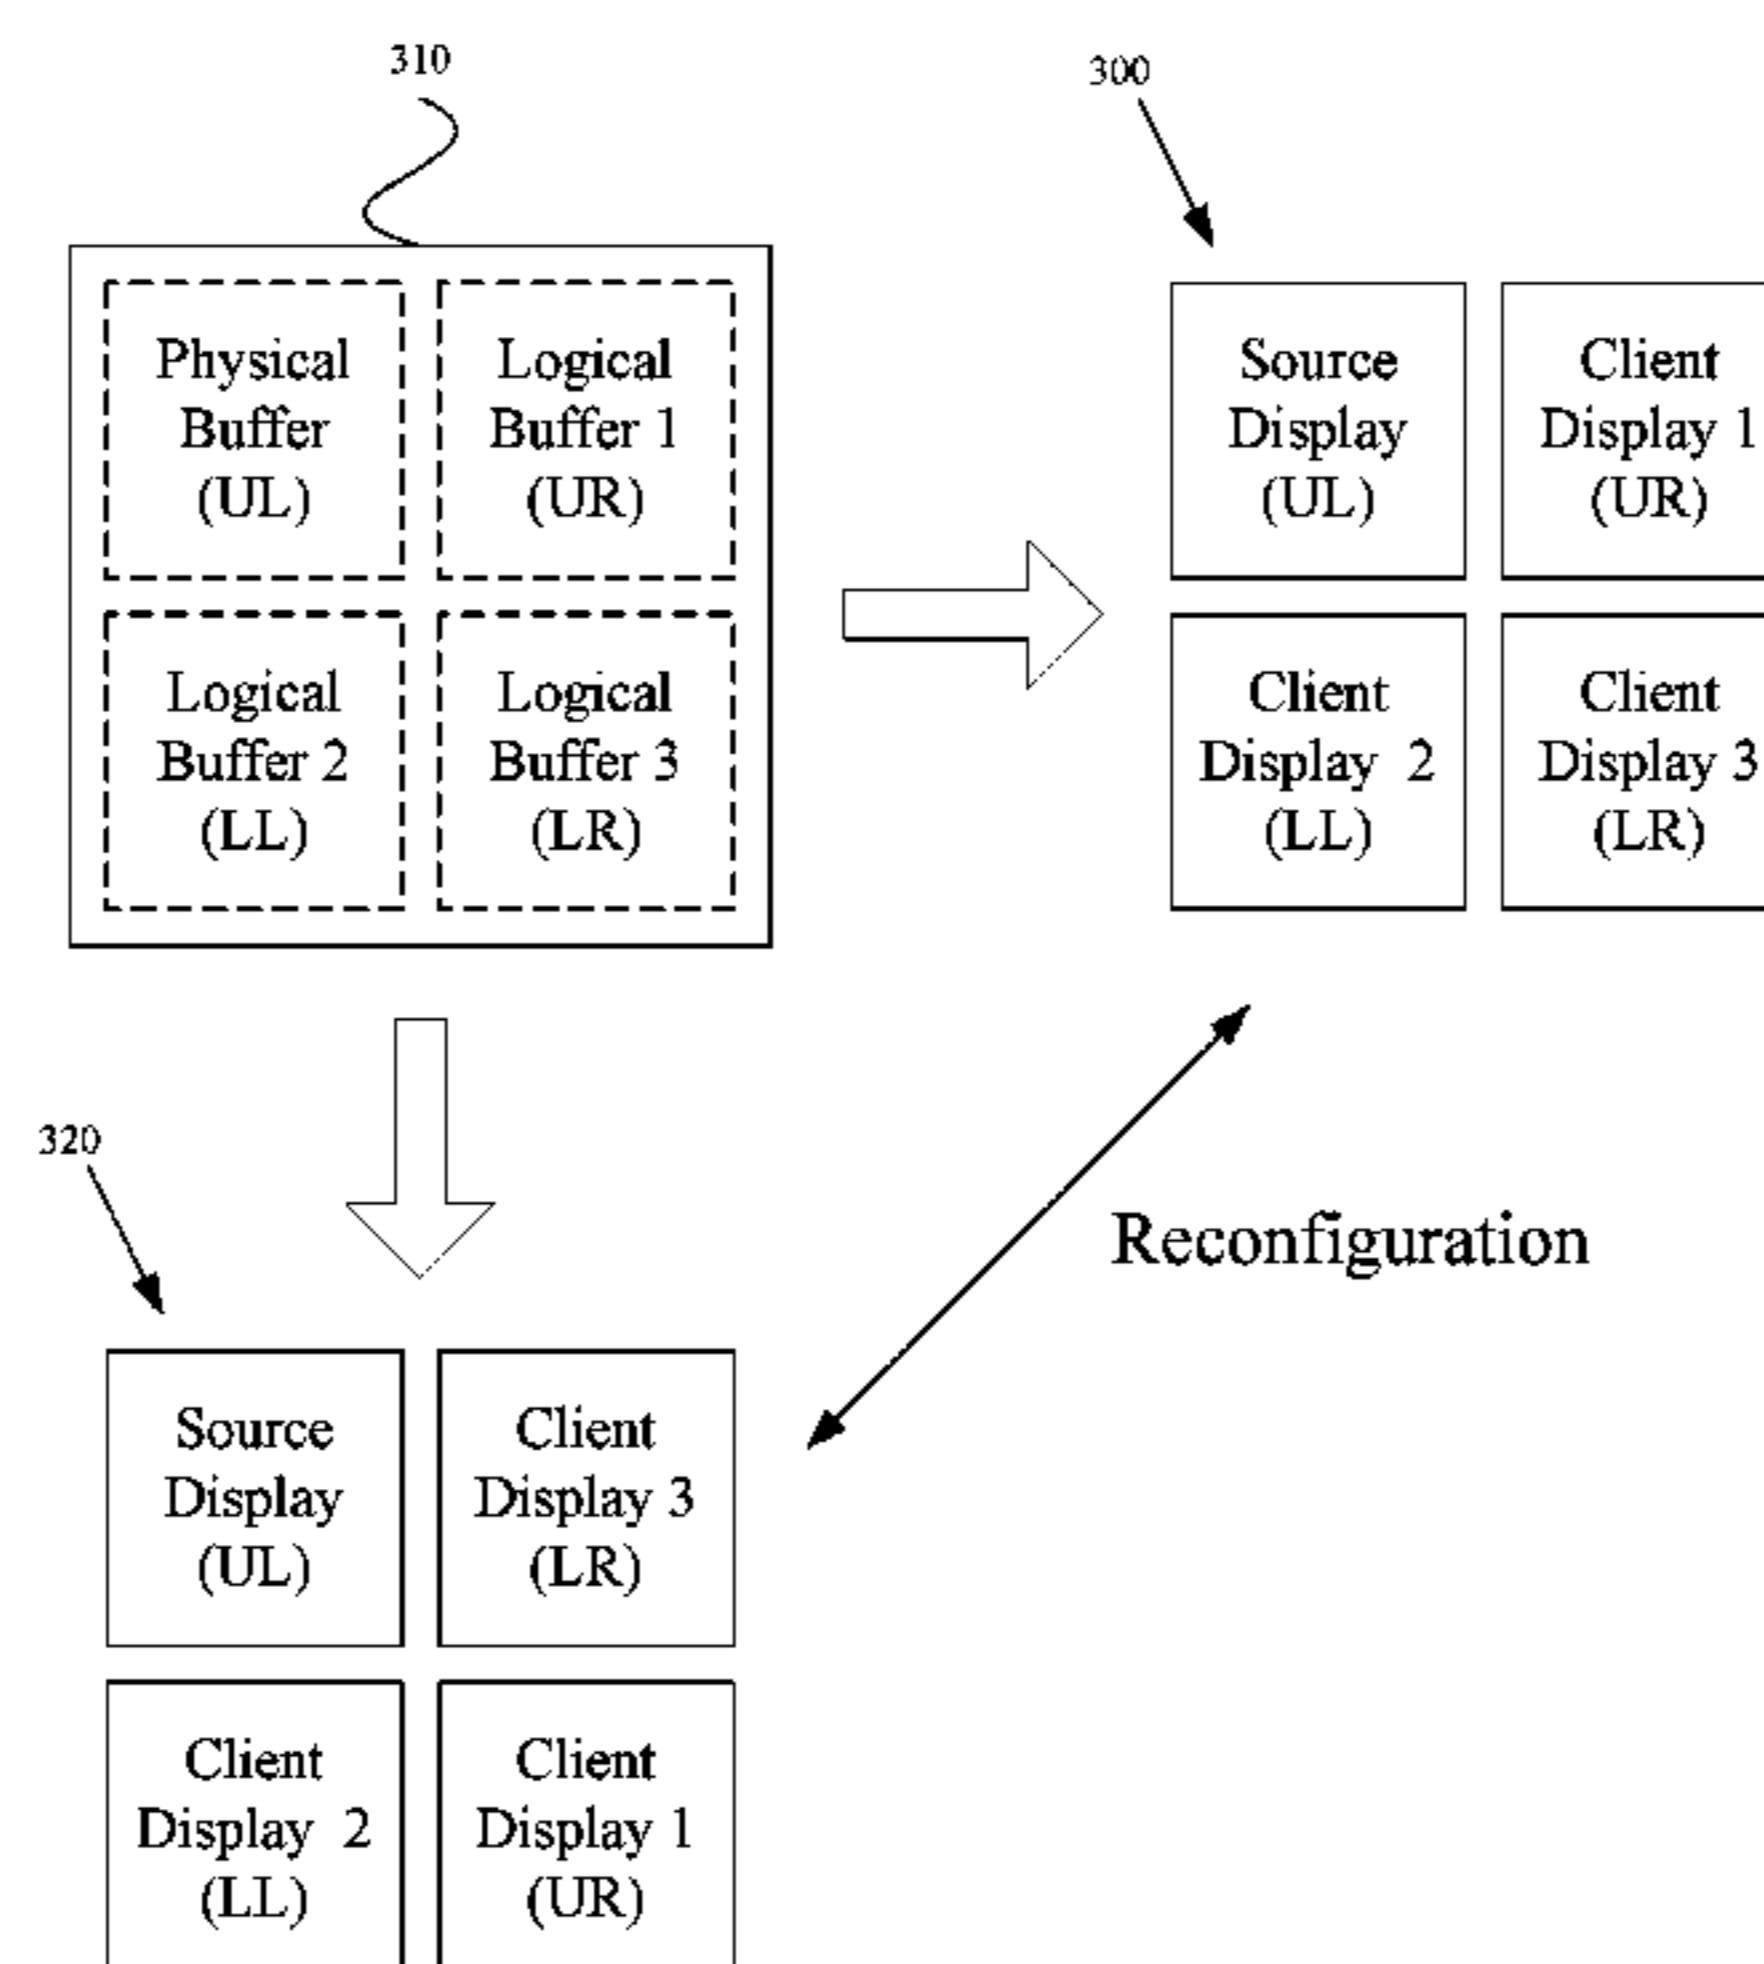 310
300
Physical
Buffer
(UL)
Logical
Buffer 1
(UR)
Logical
Buffer 2
(LL)
Logical
Buffer 3
(LR)
Source
Display
(UL)
Client
Display 1
(UR)
Client
Display 2
(LL)
Client
Display 3
(LR)
320
Reconfiguration
Source
Display
(UL)
Client
Display 3
(LR)
Client
Display 2
(LL)
Client
Display 1
(UR)